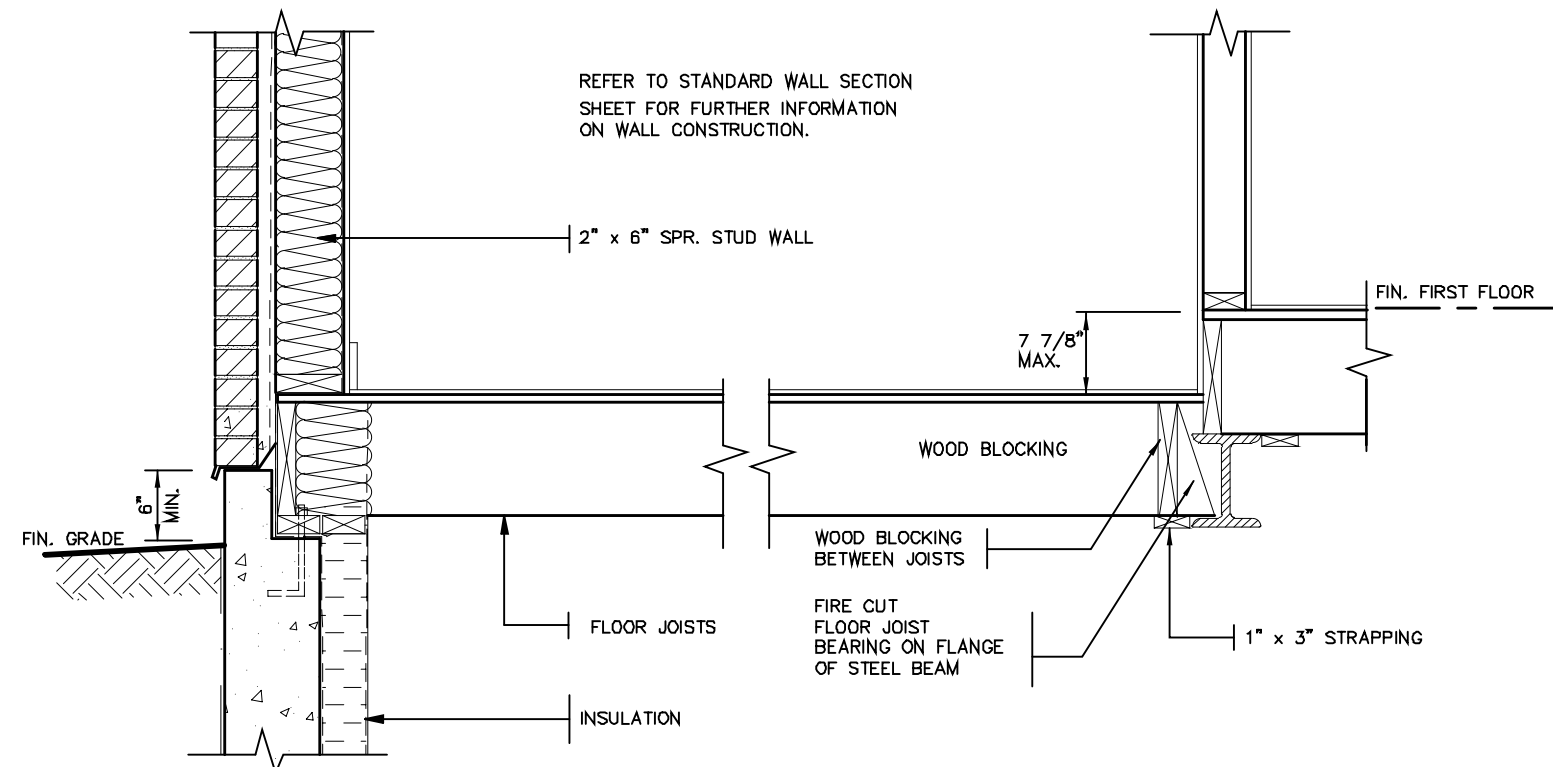 REFER TO STANDARD WALL SECTION
SHEET FOR FURTHER INFORMATION
ON WALL CONSTRUCTION.
2" x 6" SPR. STUD WALL
FIN. FIRST FLOOR
7 7/8"
MAX.
WOOD BLOCKING
6"
MIN.
FIN. GRADE
WOOD BLOCKING
BETWEEN JOISTS
FIRE CUT
FLOOR JOIST
BEARING ON FLANGE
OF STEEL BEAM
FLOOR JOISTS
1" x 3" STRAPPING
INSULATION